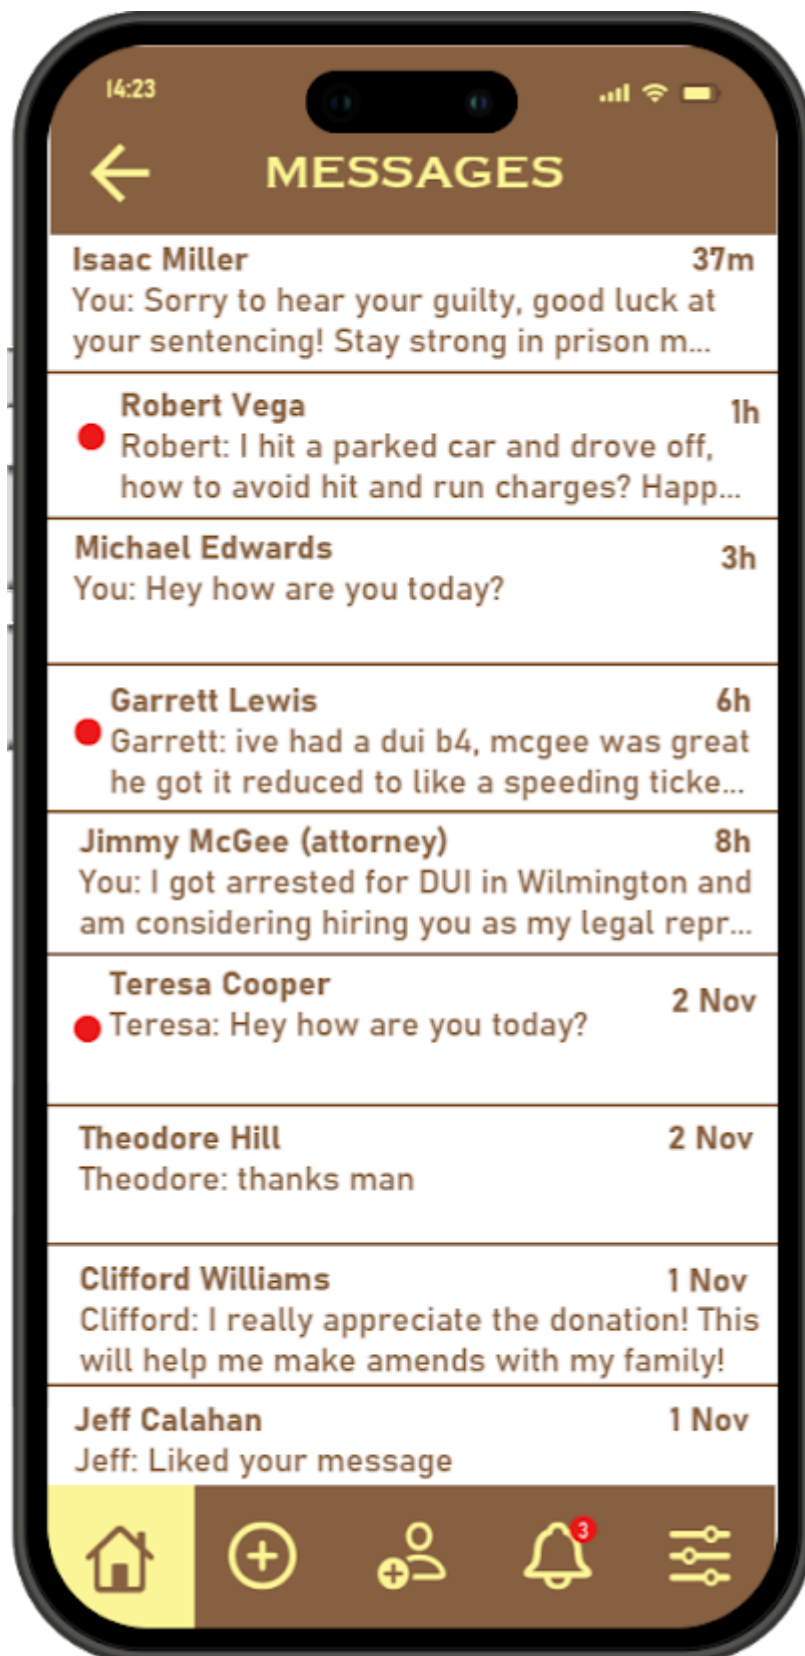 14:23
MESSAGES
Isaac Miller 37m
You: Sorry to hear your guilty, good luck at
your sentencing! Stay strong in prison m...
Robert Vega 1h
Robert: I hit a parked car and drove off,
how to avoid hit and run charges? Happ...
Michael Edwards 3h
You: Hey how are you today?
Garrett Lewis 6h
Garrett: ive had a dui b4, mcgee was great
he got it reduced to like a speeding ticke...
Jimmy McGee (attorney) 8h
You: I got arrested for DUI in Wilmington and
am considering hiring you as my legal repr...
Teresa Cooper 2 Nov
Teresa: Hey how are you today?
Theodore Hill 2 Nov
Theodore: thanks man
Clifford Williams 1 Nov
Clifford: I really appreciate the donation! This
will help me make amends with my family!
Jeff Calahan 1 Nov
Jeff: Liked your message
3